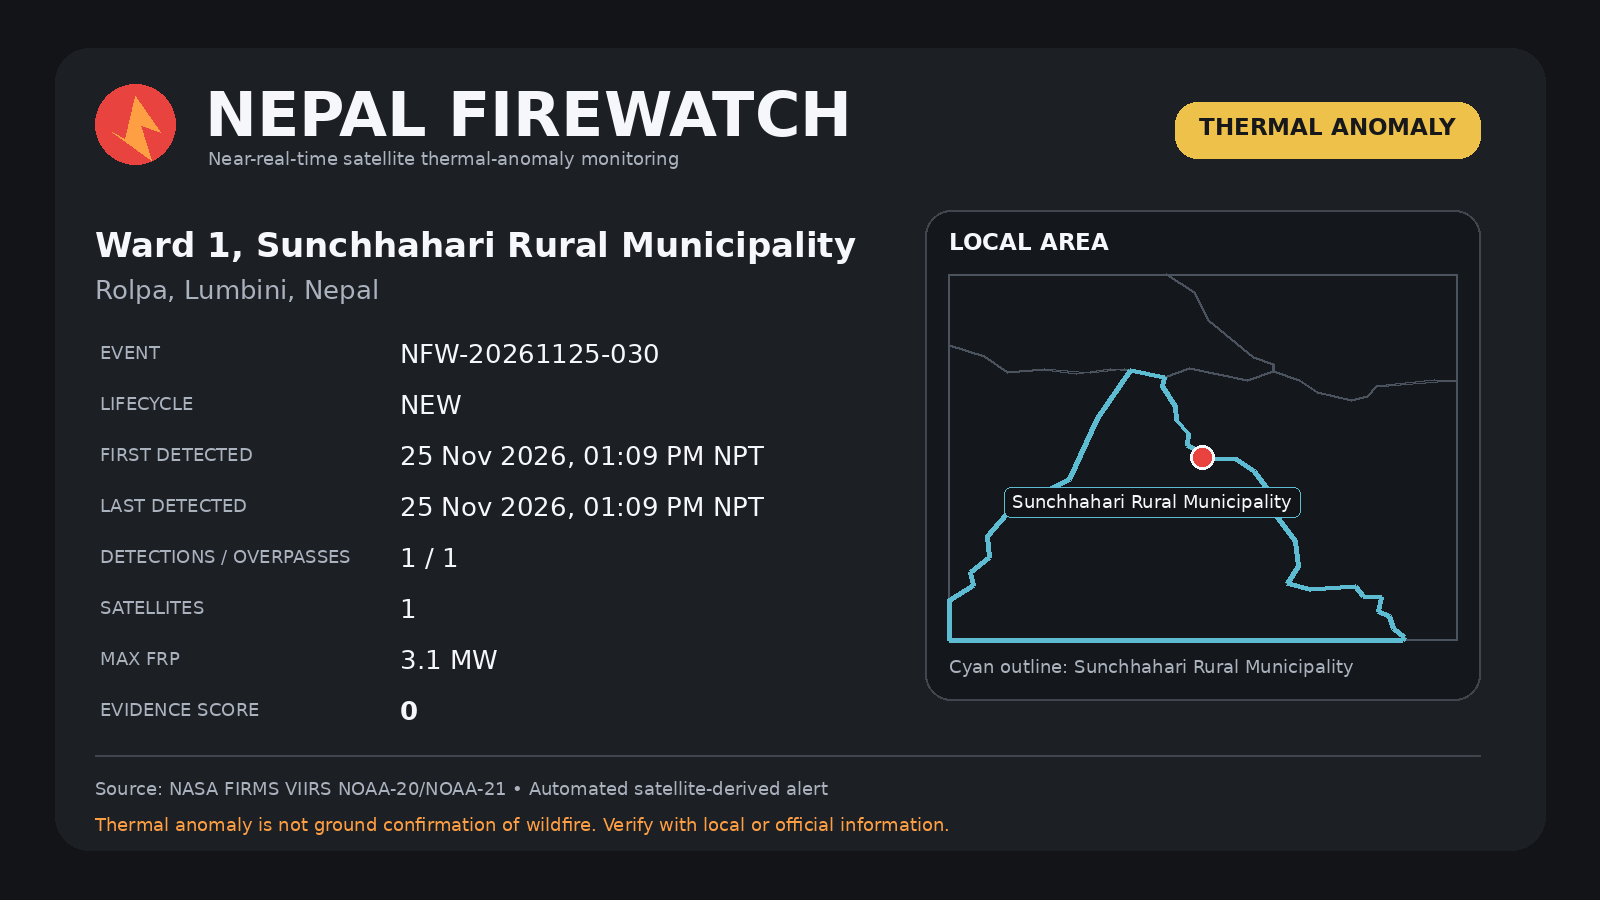 NEPAL FIREWATCH
Near-real-time satellite thermal-anomaly monitoring
THERMAL ANOMALY
Ward 1, Sunchhahari Rural Municipality
Rolpa, Lumbini, Nepal
EVENT NFW-20261125-030
LIFECYCLE NEW
FIRST DETECTED 25 Nov 2026, 01:09 PM NPT
LAST DETECTED 25 Nov 2026, 01:09 PM NPT
DETECTIONS / OVERPASSES 1 / 1
SATELLITES 1
MAX FRP 3.1 MW
EVIDENCE SCORE 0
LOCAL AREA
Sunchhahari Rural Municipality
Cyan outline: Sunchhahari Rural Municipality
Source: NASA FIRMS VIIRS NOAA-20/NOAA-21 • Automated satellite-derived alert
Thermal anomaly is not ground confirmation of wildfire. Verify with local or official information.